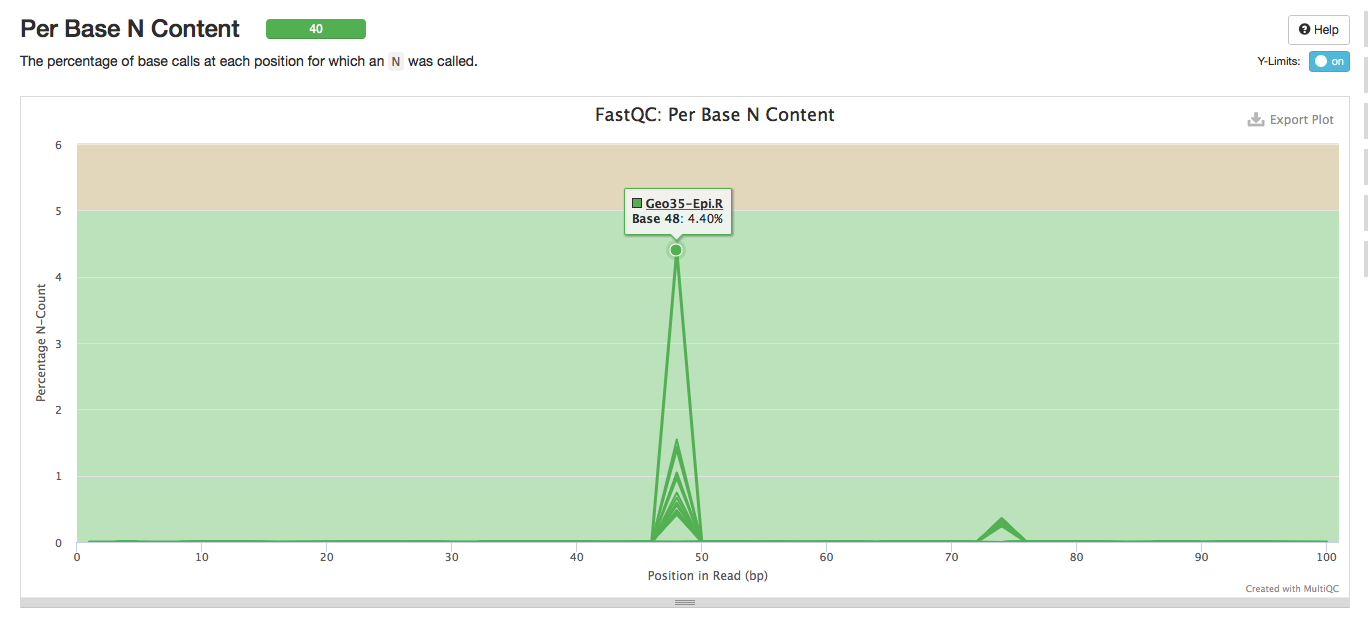 Per Base N Content
40
Help
The percentage of base calls at each position for which an N was called.
Y-Limits: on
FastQC: Per Base N Content
Export Plot
6
5
4
3
2
1
0
Percentage N-Count
Geo35-Epi.R
Base 48: 4.40%
0 10 20 30 40 50 60 70 80 90 100
Position in Read (bp)
Created with MultiQC